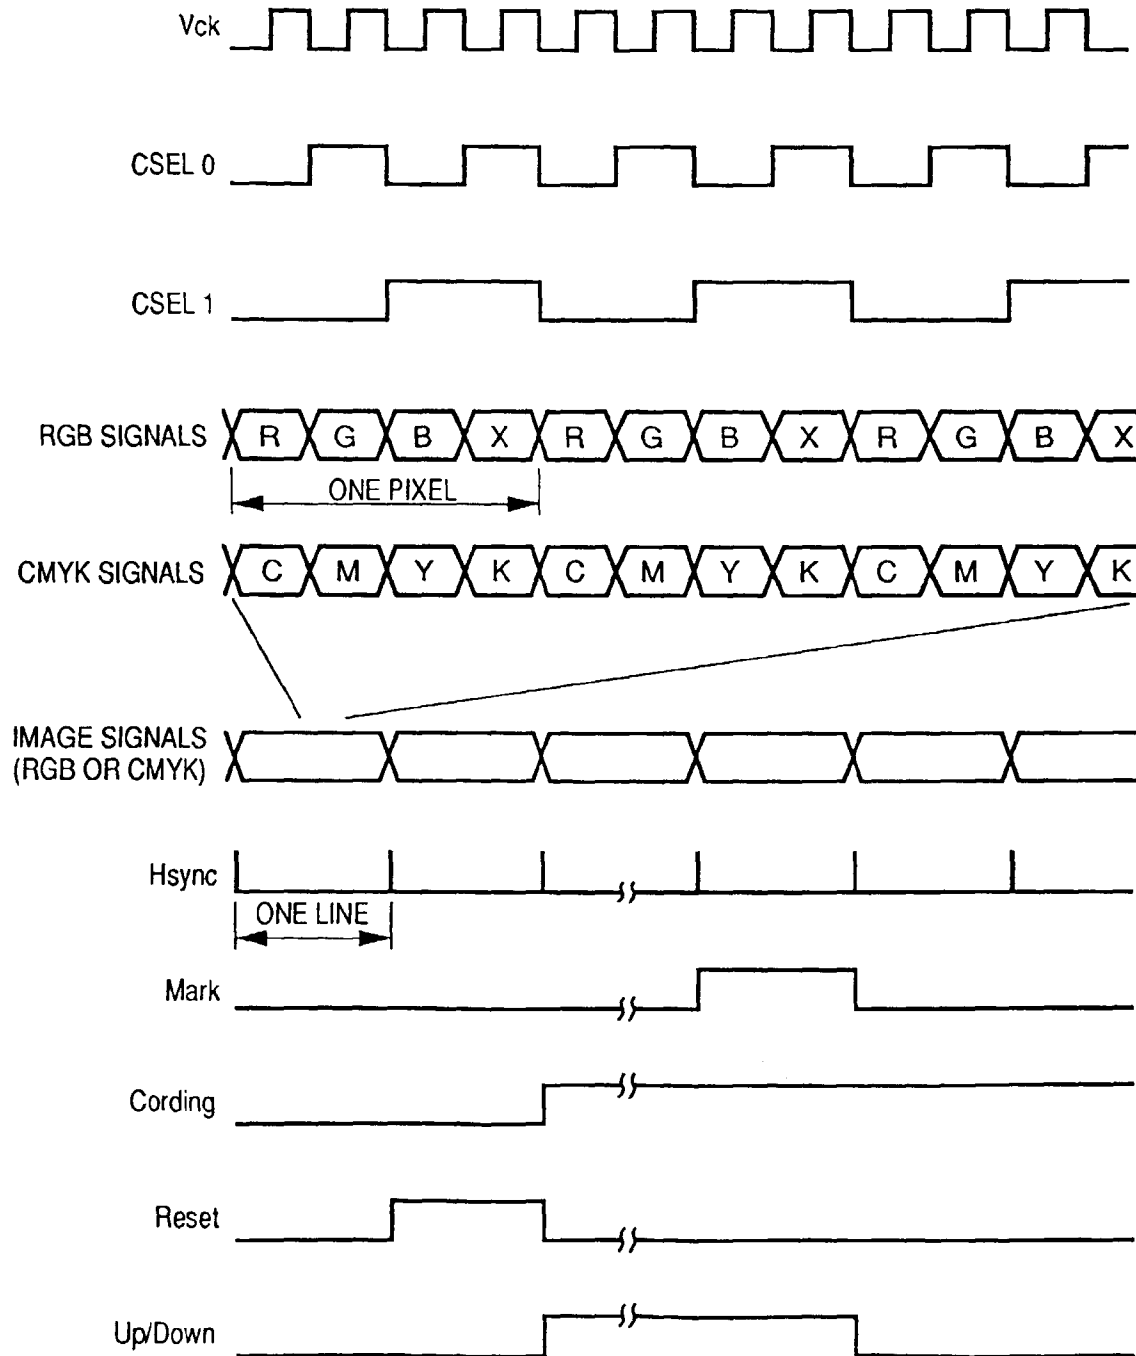 Vck
CSEL 0
CSEL 1
RGB SIGNALS R G B X R G B X R G B X
ONE PIXEL
CMYK SIGNALS C M Y K C M Y K C M Y K
IMAGE SIGNALS
(RGB OR CMYK)
Hsync
ONE LINE
Mark
Cording
Reset
Up/Down